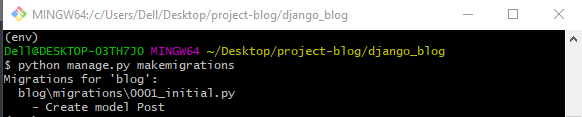 MINGW64:/c/Users/Dell/Desktop/project-blog/django_blog
(env)
Dell@DESKTOP-O3TH7JO MINGW64 ~/Desktop/project-blog/django_blog
$ python manage.py makemigrations
Migrations for 'blog':
  blog\migrations\0001_initial.py
    - Create model Post